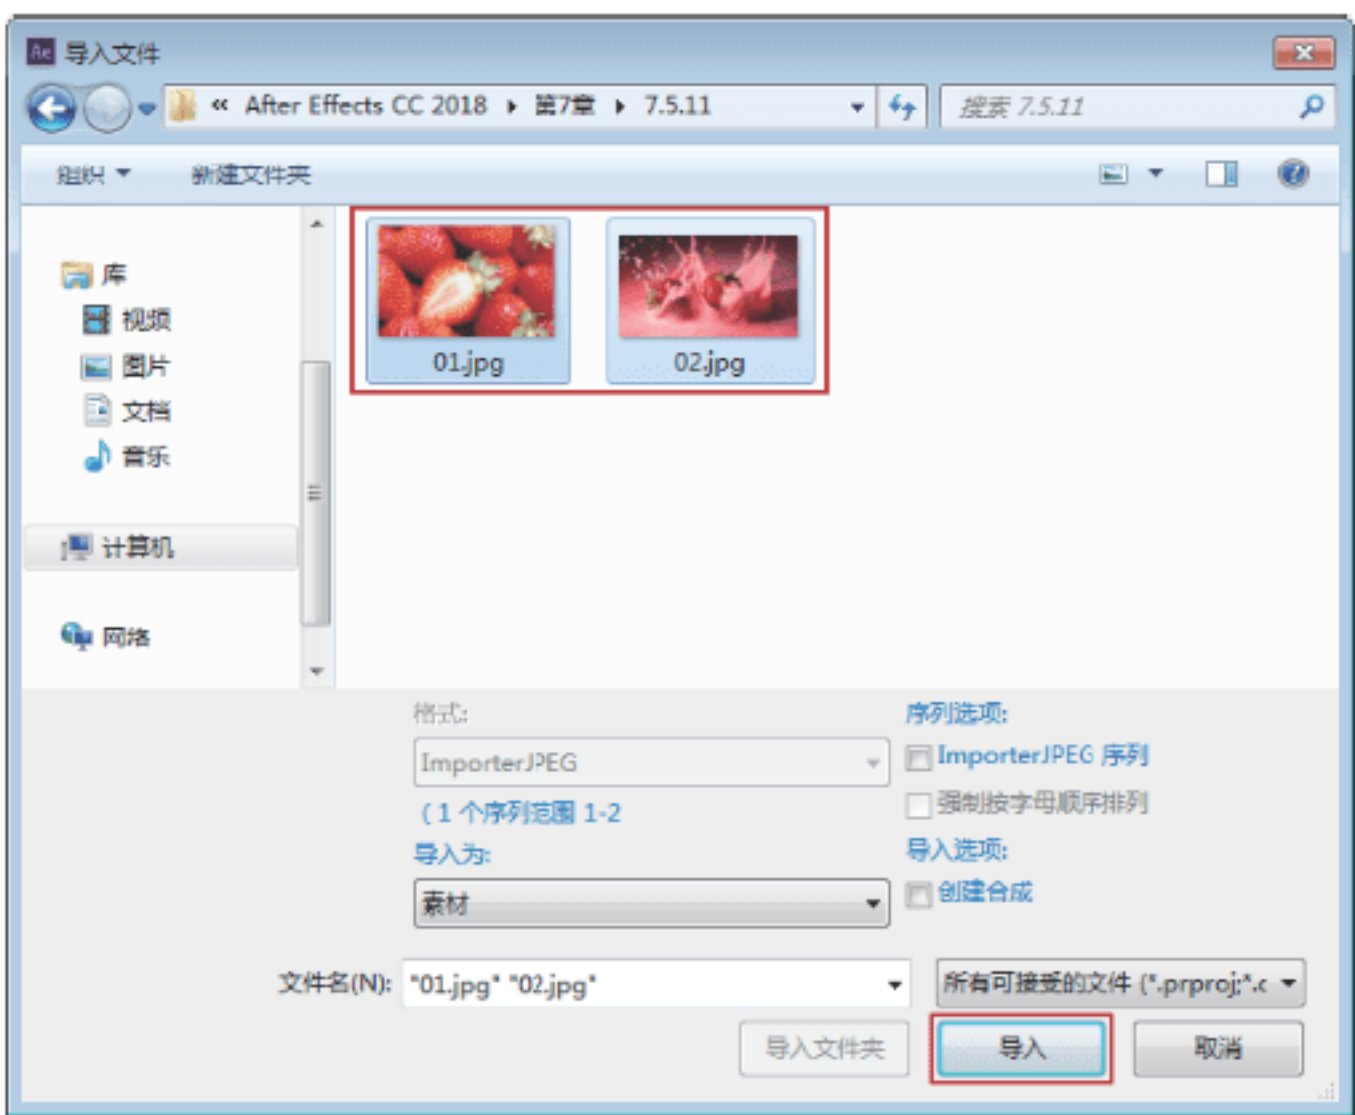 Ae 导入文件
« After Effects CC 2018 ▸ 第7章 ▸ 7.5.11
搜索 7.5.11
组织 新建文件夹
库
视频
图片
文档
音乐
计算机
网络
01.jpg 02.jpg
格式:
ImporterJPEG
(1 个序列范围 1-2
导入为:
素材
序列选项:
ImporterJPEG 序列
强制按字母顺序排列
导入选项:
创建合成
文件名(N): "01.jpg" "02.jpg"
所有可接受的文件 (*.prproj;*.c
导入文件夹 导入 取消